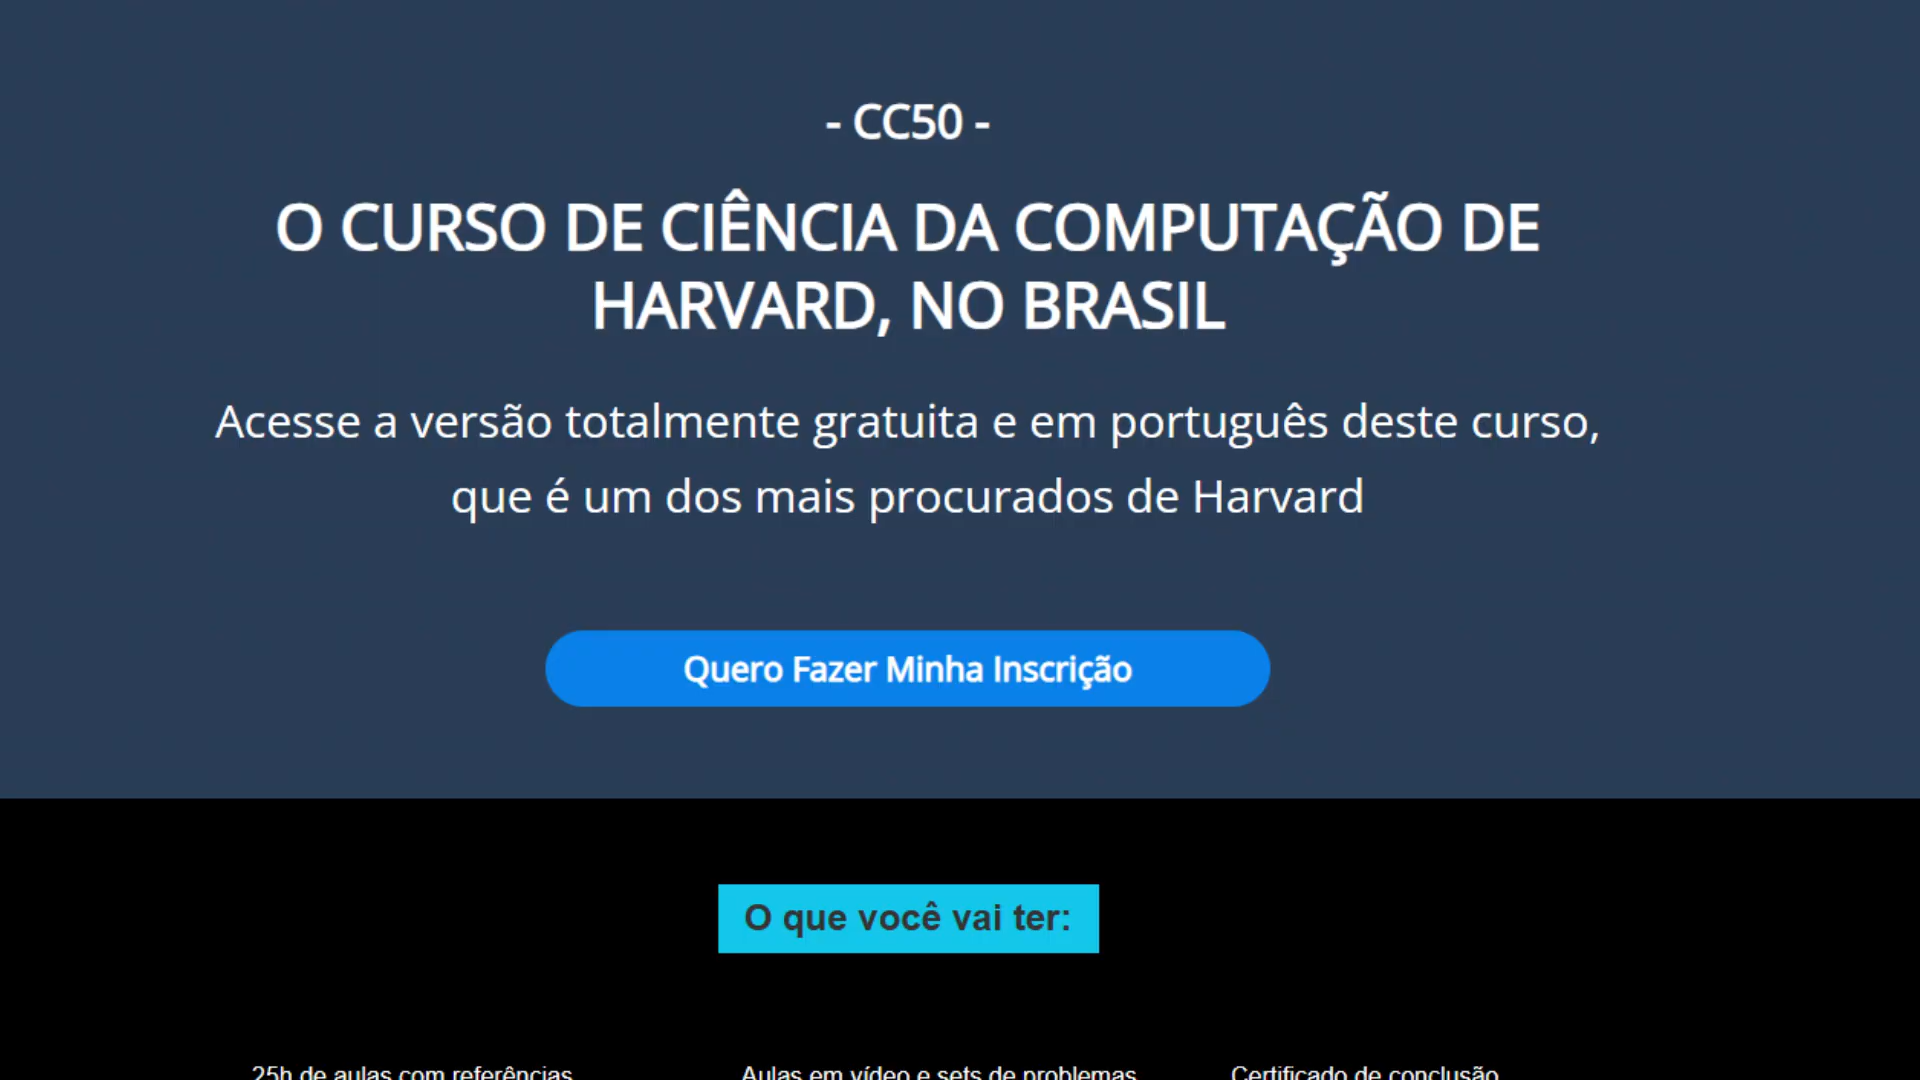 - CC50 -
O CURSO DE CIÊNCIA DA COMPUTAÇÃO DE
HARVARD, NO BRASIL
Acesse a versão totalmente gratuita e em português deste curso,
que é um dos mais procurados de Harvard
Quero Fazer Minha Inscrição
O que você vai ter:
25h de aulas com referências
Aulas em vídeo e sets de problemas
Certificado de conclusão